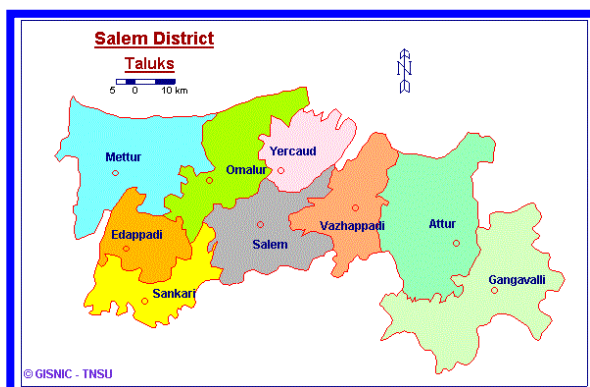 Salem District
Taluks
5 0 10 km
N
Mettur
Omalur
Yercaud
Edappadi
Salem
Vazhappadi
Attur
Sankari
Gangavalli
© GISNIC - TNSU